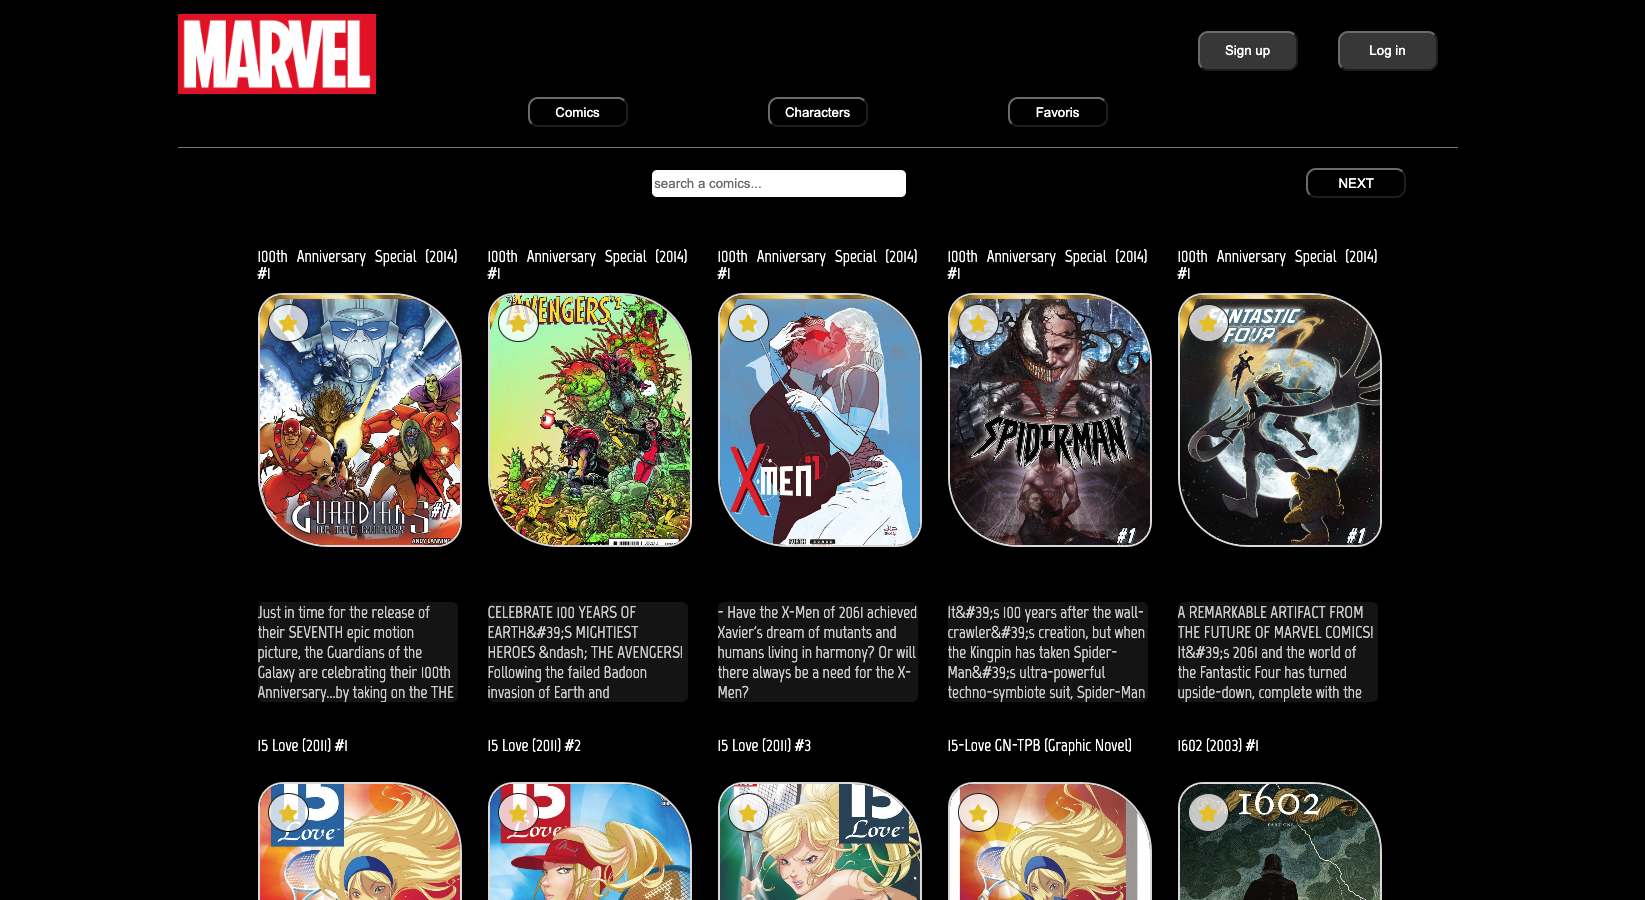 MARVEL
Sign up
Log in
Comics
Characters
Favoris
search a comics...
NEXT
100th Anniversary Special (2014)
#1
100th Anniversary Special (2014)
#1
100th Anniversary Special (2014)
#1
100th Anniversary Special (2014)
#1
100th Anniversary Special (2014)
#1
GUARDIANS
#1
ANDY LANNING
AVENGERS
X-MEN
SPIDER-MAN
#1
FANTASTIC
FOUR
#1
Just in time for the release of
their SEVENTH epic motion
picture, the Guardians of the
Galaxy are celebrating their 100th
Anniversary...by taking on the THE
CELEBRATE 100 YEARS OF
EARTH&#39;S MIGHTIEST
HEROES &ndash; THE AVENGERS!
Following the failed Badoon
invasion of Earth and
- Have the X-Men of 2061 achieved
Xavier's dream of mutants and
humans living in harmony? Or will
there always be a need for the X-
Men?
It&#39;s 100 years after the wall-
crawler&#39;s creation, but when
the Kingpin has taken Spider-
Man&#39;s ultra-powerful
techno-symbiote suit, Spider-Man
A REMARKABLE ARTIFACT FROM
THE FUTURE OF MARVEL COMICS!
It&#39;s 2061 and the world of
the Fantastic Four has turned
upside-down, complete with the
15 Love (2011) #1
15 Love (2011) #2
15 Love (2011) #3
15-Love GN-TPB (Graphic Novel)
1602 (2003) #1
15
Love
15
Love
15
Love
1602
PART ONE